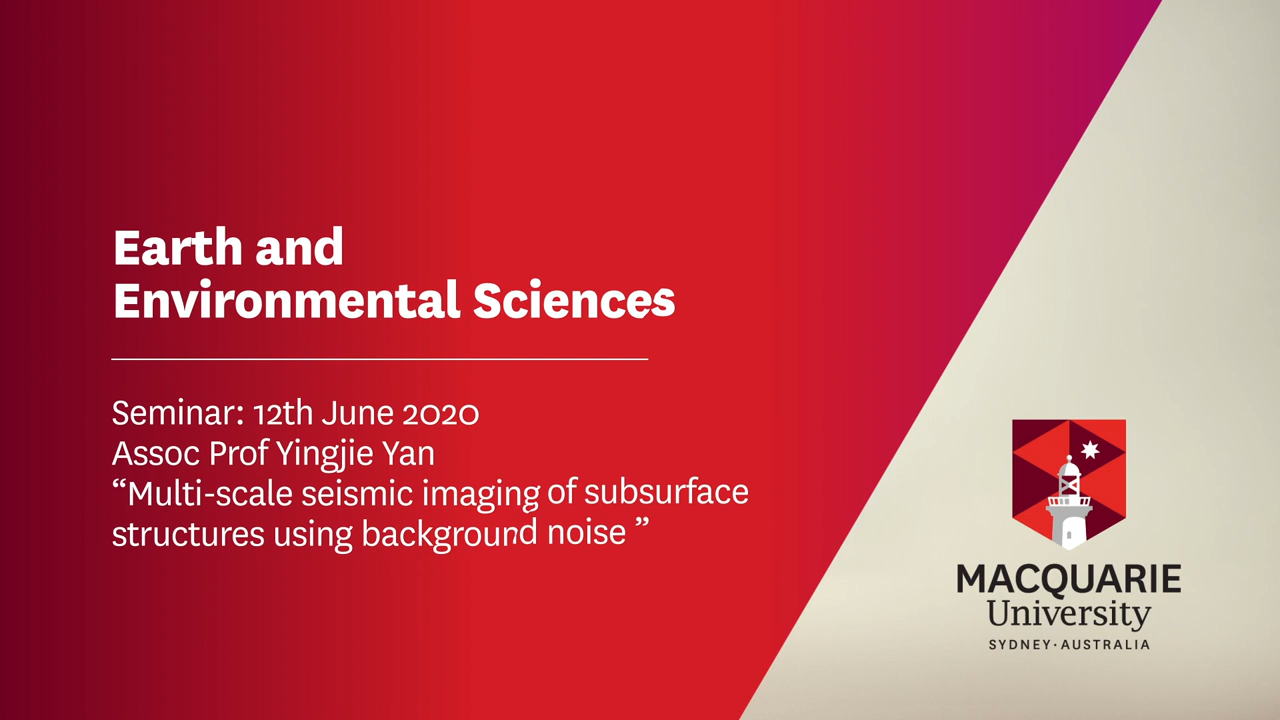 Earth and
Environmental Sciences
Seminar: 12th June 2020
Assoc Prof Yingjie Yan
“Multi-scale seismic imaging of subsurface
structures using background noise ”
MACQUARIE
University
SYDNEY·AUSTRALIA